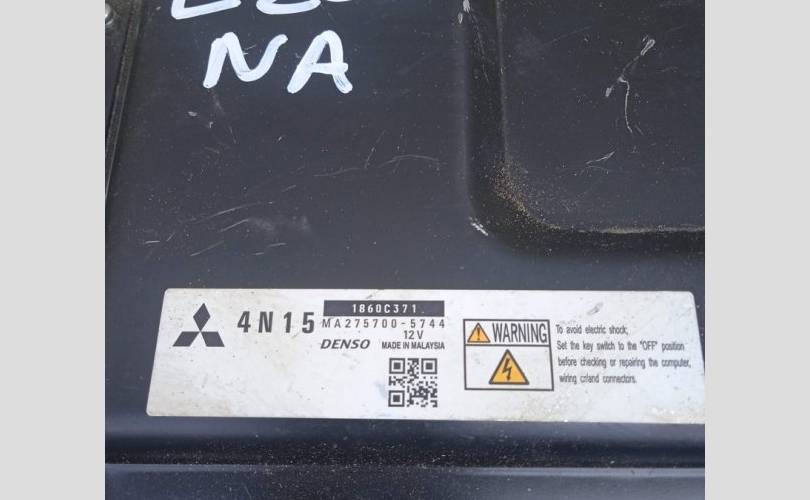 NA
4N15
1860C371.
MA275700-5744
12V
DENSO MADE IN MALAYSIA
WARNING
To avoid electric shock;
Set the key switch to the "OFF" position
before checking or repairing the computer,
wiring or/and connectors.